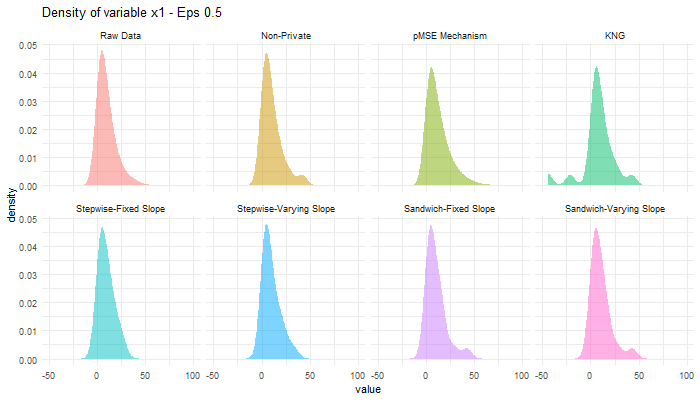 Density of variable x1 - Eps 0.5
Raw Data Non-Private pMSE Mechanism KNG
0.05
0.04
0.03
0.02
0.01
0.00
density
Stepwise-Fixed Slope Stepwise-Varying Slope Sandwich-Fixed Slope Sandwich-Varying Slope
0.05
0.04
0.03
0.02
0.01
0.00
-50 0 50 100 -50 0 50 100 -50 0 50 100 -50 0 50 100
value